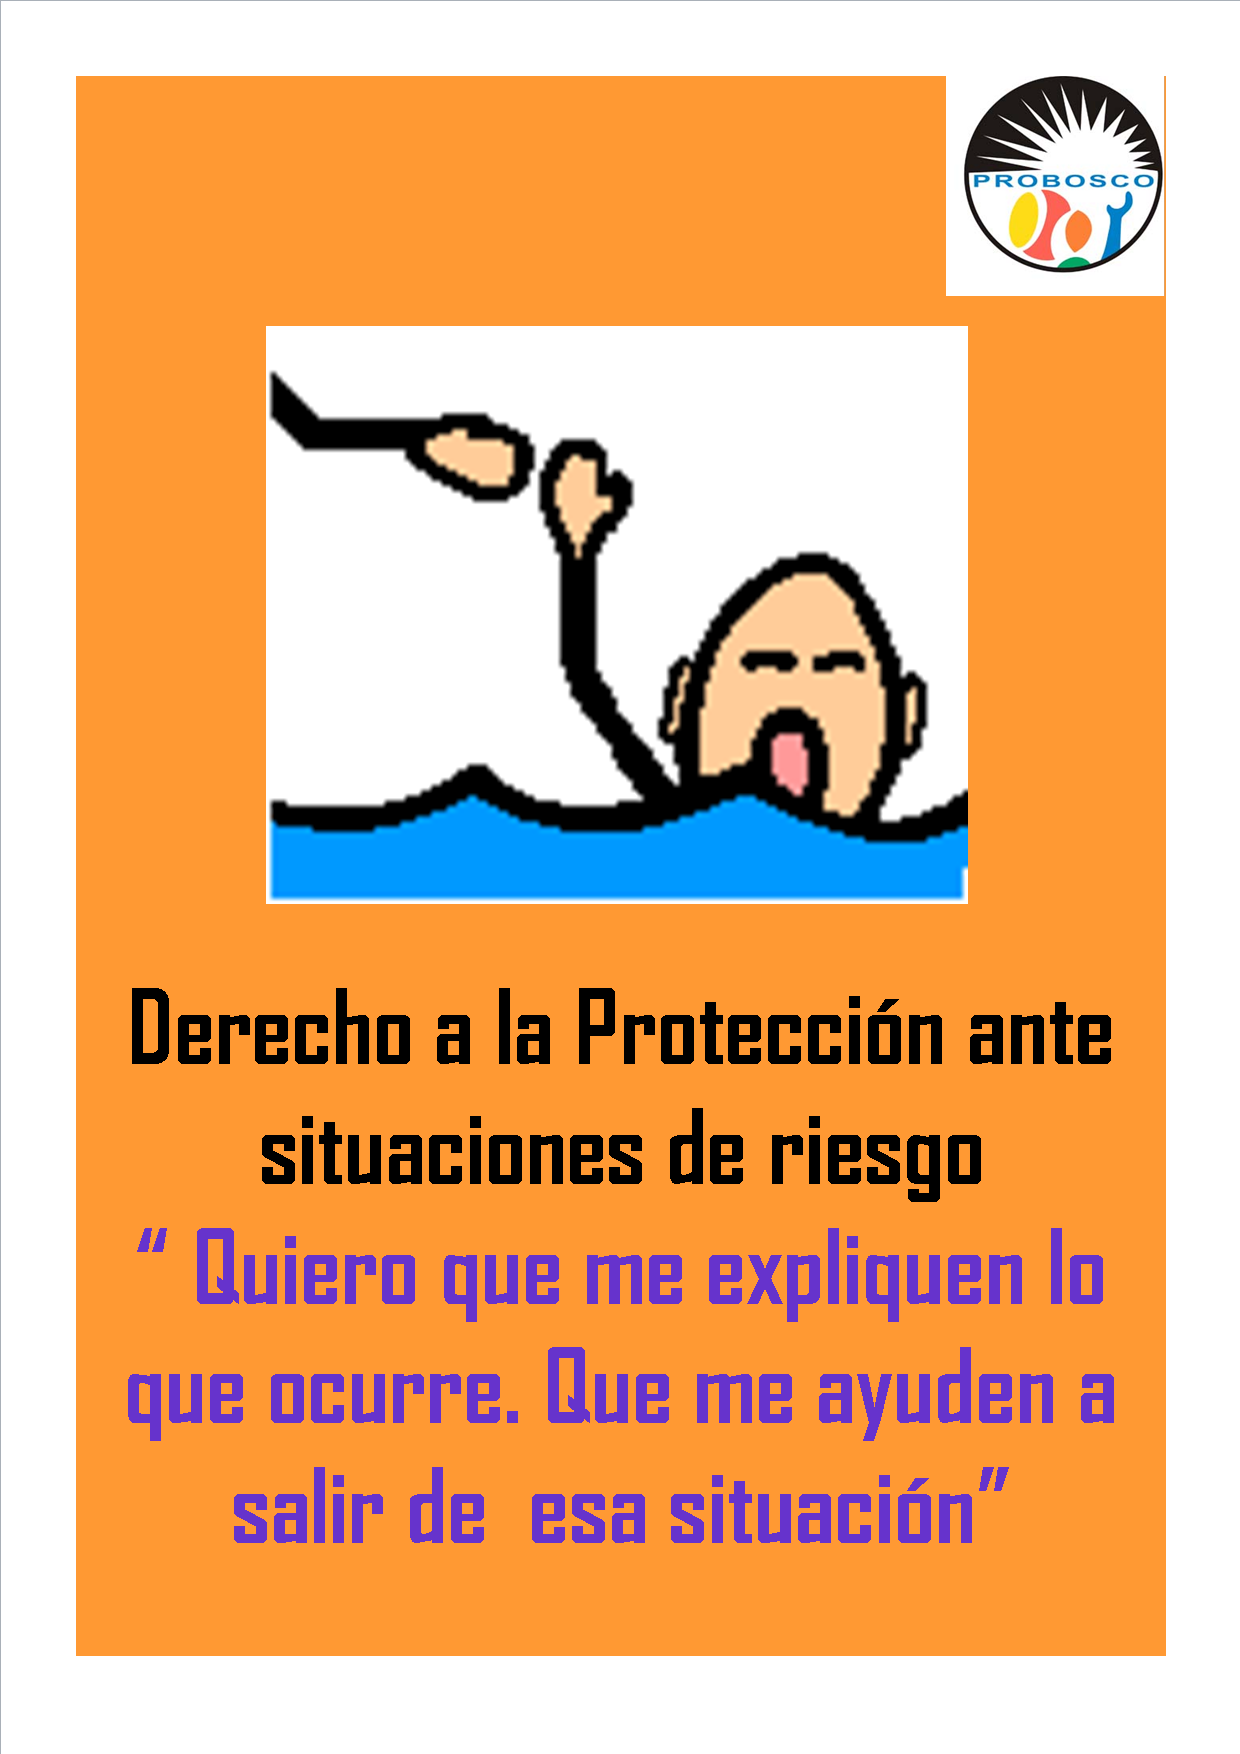 PROBOSCO
Derecho a la Protección ante
situaciones de riesgo
“ Quiero que me expliquen lo
que ocurre. Que me ayuden a
salir de  esa situación”